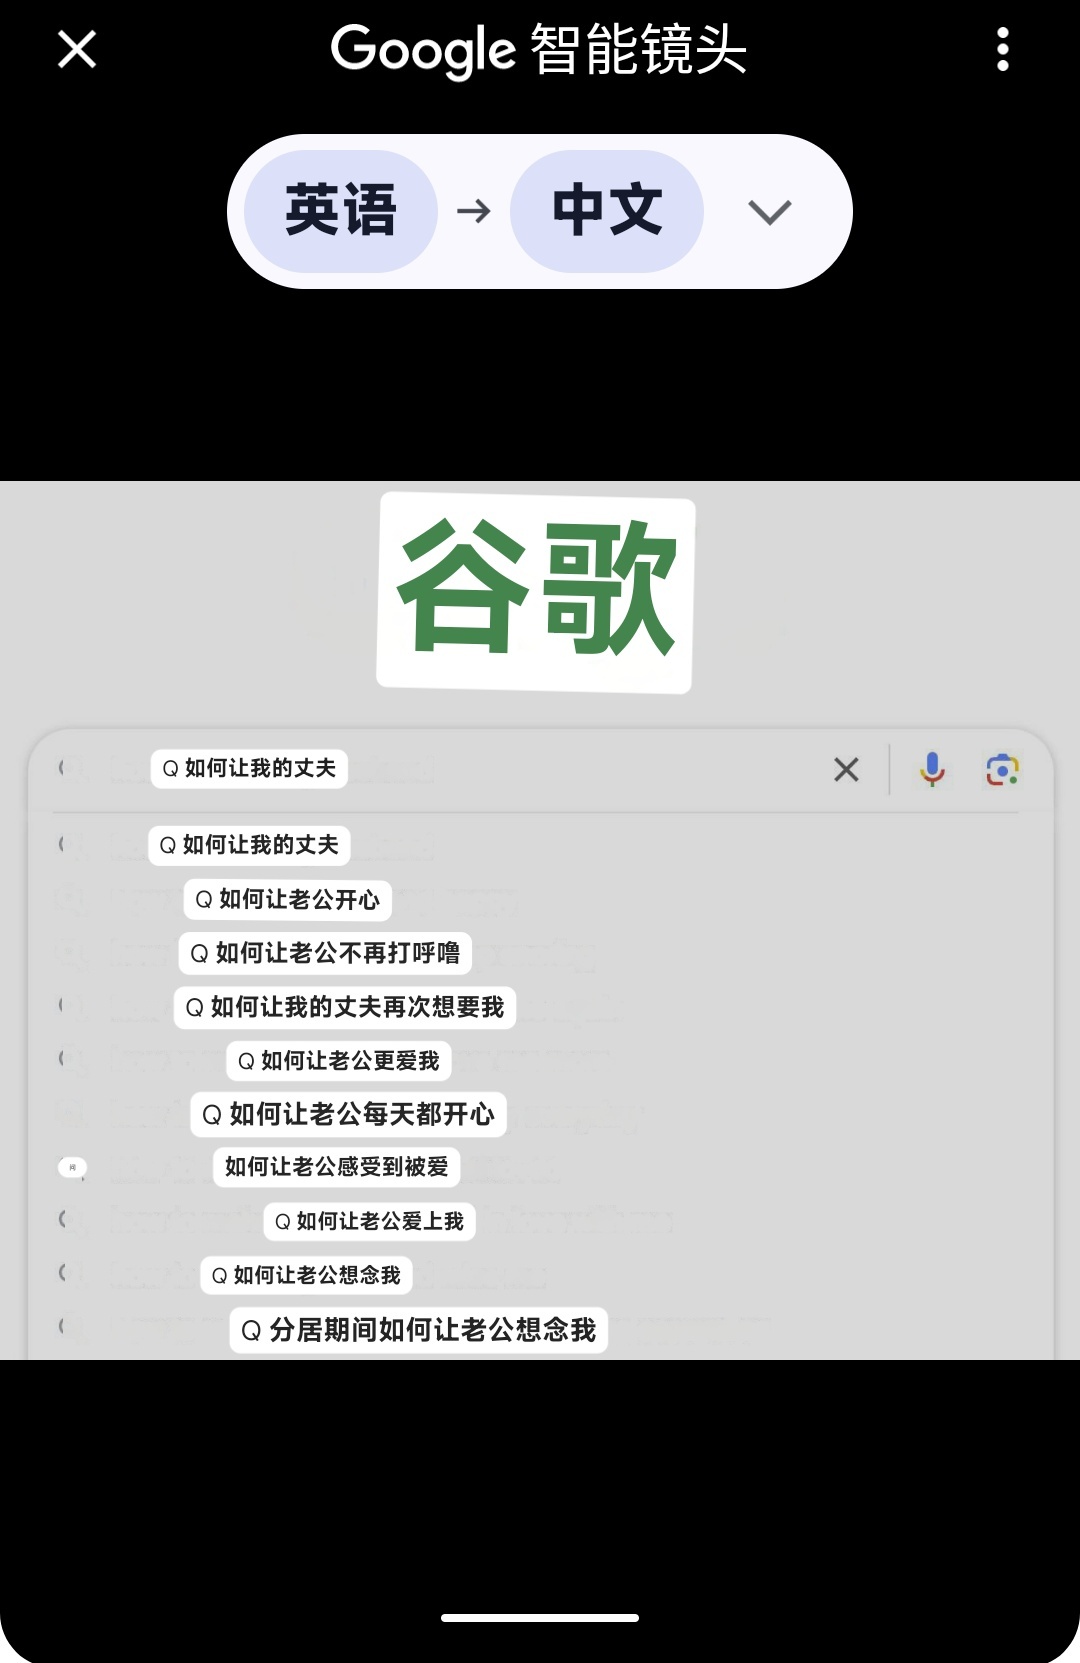 Google 智能镜头
英语 → 中文
谷歌
Q 如何让我的丈夫
Q 如何让我的丈夫
Q 如何让老公开心
Q 如何让老公不再打呼噜
Q 如何让我的丈夫再次想要我
Q 如何让老公更爱我
Q 如何让老公每天都开心
问
如何让老公感受到被爱
Q 如何让老公爱上我
Q 如何让老公想念我
Q 分居期间如何让老公想念我